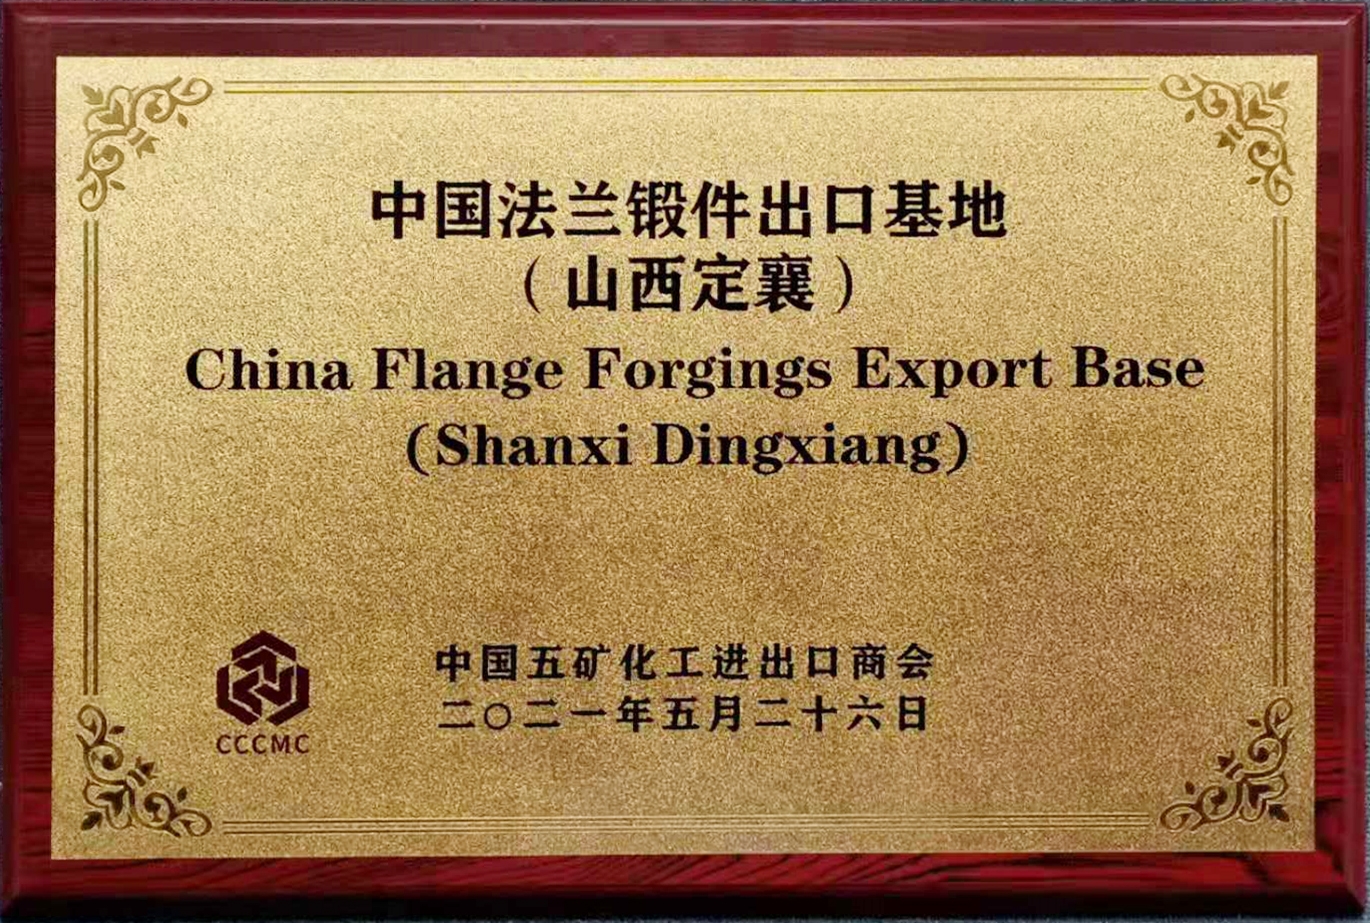 中国法兰锻件出口基地
（山西定襄）
China Flange Forgings Export Base
(Shanxi Dingxiang)
中国五矿化工进出口商会
二〇二一年五月二十六日
CCCMC